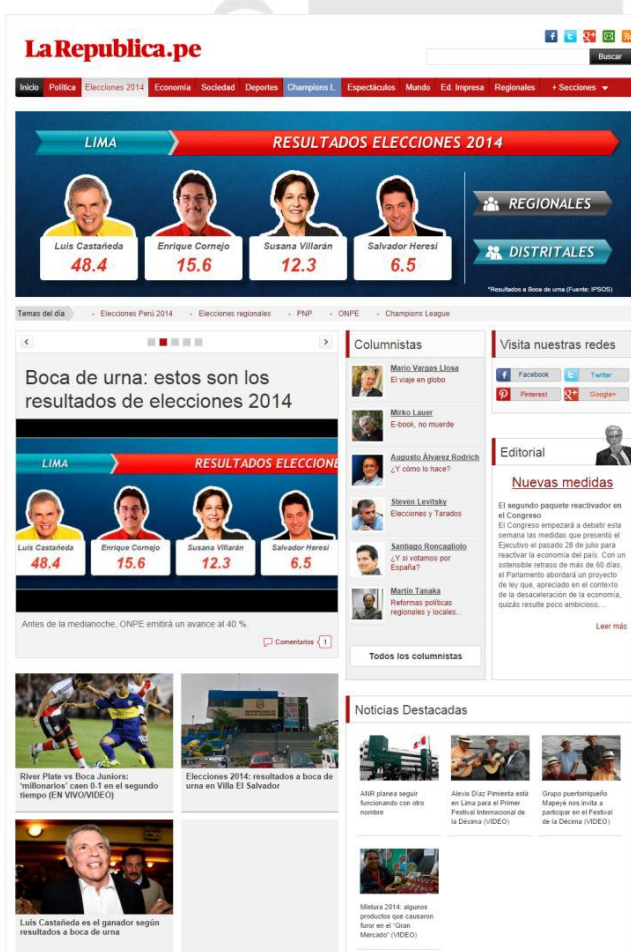 LaRepublica.pe
Buscar
Inicio Política Elecciones 2014 Economía Sociedad Deportes Champions L. Espectáculos Mundo Ed. Impresa Regionales + Secciones
LIMA
RESULTADOS ELECCIONES 2014
Luis Castañeda
48.4
Enrique Cornejo
15.6
Susana Villarán
12.3
Salvador Heresi
6.5
REGIONALES
DISTRITALES
*Resultados a Boca de urna (Fuente: IPSOS)
Temas del día Elecciones Perú 2014 Elecciones regionales PNP ONPE Champions League
Boca de urna: estos son los
resultados de elecciones 2014
LIMA
RESULTADOS ELECCIONE
Luis Castañeda
48.4
Enrique Cornejo
15.6
Susana Villarán
12.3
Salvador Heresi
6.5
Antes de la medianoche, ONPE emitirá un avance al 40 %.
Comentarios 1
Columnistas
Mario Vargas Llosa
El viaje en globo
Mirko Lauer
E-book, no muerde
Augusto Álvarez Rodrich
¿Y cómo lo hace?
Steven Levitsky
Elecciones y Tarados
Santiago Roncagliolo
¿Y si votamos por
España?
Martín Tanaka
Reformas políticas
regionales y locales...
Todos los columnistas
Visita nuestras redes
Facebook
Twitter
Pinterest
Google+
Editorial
Nuevas medidas
El segundo paquete reactivador en
el Congreso
El Congreso empezará a debatir esta
semana las medidas que presentó el
Ejecutivo el pasado 28 de julio para
reactivar la economía del país. Con un
ostensible retraso de más de 60 días,
el Parlamento abordará un proyecto
de ley que, apreciado en el contexto
de la desaceleración de la economía,
quizás resulte poco ambicioso,...
Leer más
River Plate vs Boca Juniors:
'millonarios' caen 0-1 en el segundo
tiempo (EN VIVO/VIDEO)
Elecciones 2014: resultados a boca de
urna en Villa El Salvador
Luis Castañeda es el ganador según
resultados a boca de urna
Noticias Destacadas
ANR planea seguir
funcionando con otro
nombre
Alexis Díaz Pimienta está
en Lima para el Primer
Festival Internacional de
la Décima (VIDEO)
Grupo puertorriqueño
Mapeyé nos invita a
participar en el Festival
de la Décima (VIDEO)
Mistura 2014: algunos
productos que causaron
furor en el 'Gran
Mercado' (VIDEO)